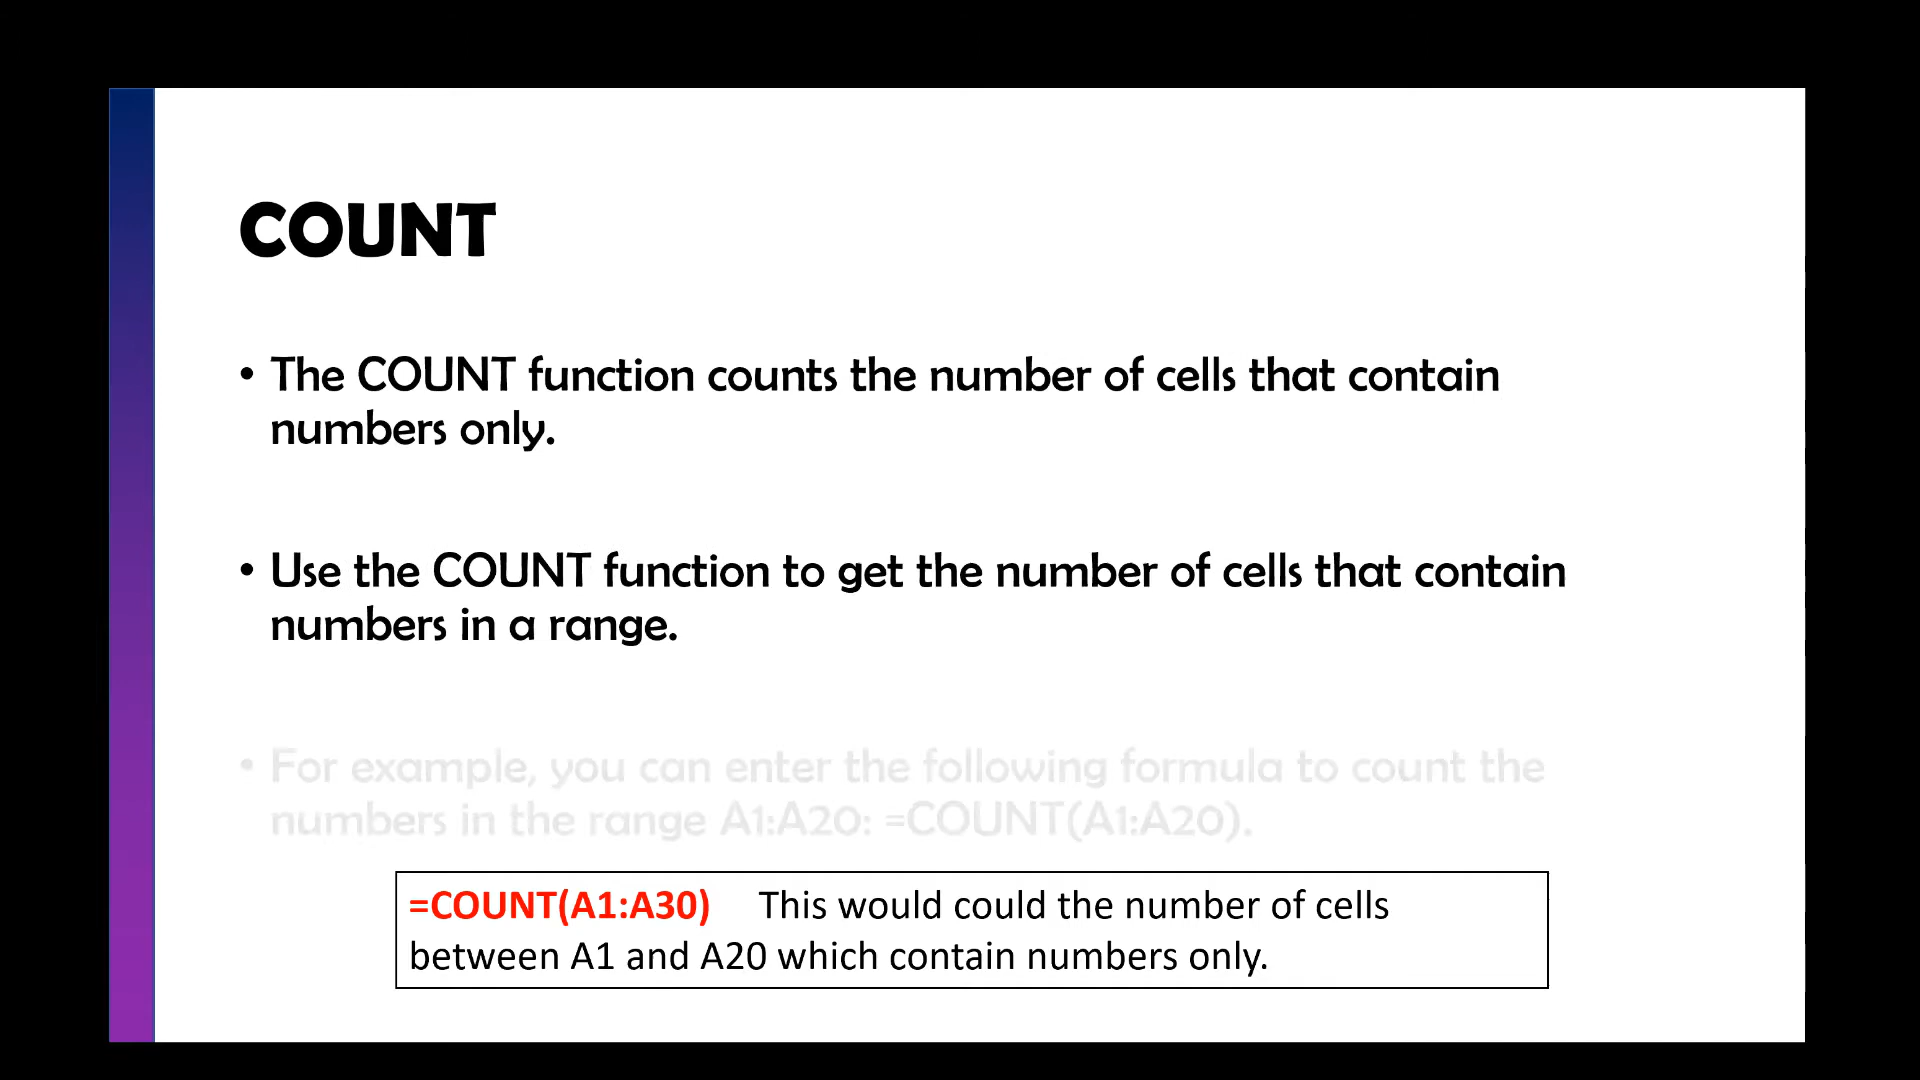 COUNT
• The COUNT function counts the number of cells that contain
numbers only.
• Use the COUNT function to get the number of cells that contain
numbers in a range.
• For example, you can enter the following formula to count the
numbers in the range A1:A20: =COUNT(A1:A20).
=COUNT(A1:A30) This would could the number of cells
between A1 and A20 which contain numbers only.